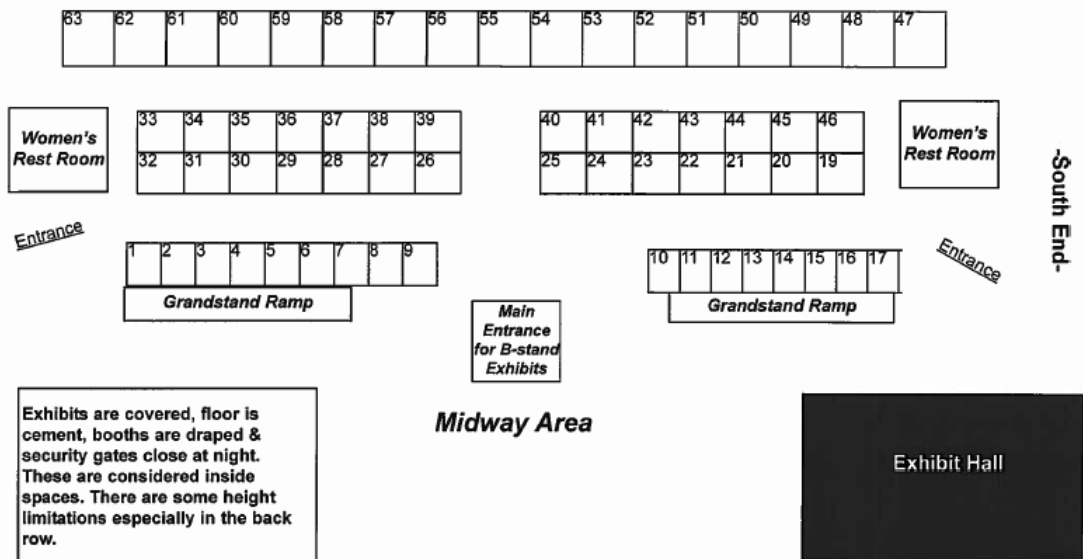 63 62 61 60 59 58 57 56 55 54 53 52 51 50 49 48 47
Women's
Rest Room
33 34 35 36 37 38 39
32 31 30 29 28 27 26
40 41 42 43 44 45 46
25 24 23 22 21 20 19
Women's
Rest Room
-South End-
Entrance
1 2 3 4 5 6 7 8 9
Grandstand Ramp
10 11 12 13 14 15 16 17
Grandstand Ramp
Entrance
Main
Entrance
for B-stand
Exhibits
Midway Area
Exhibits are covered, floor is
cement, booths are draped &
security gates close at night.
These are considered inside
spaces. There are some height
limitations especially in the back
row.
Exhibit Hall